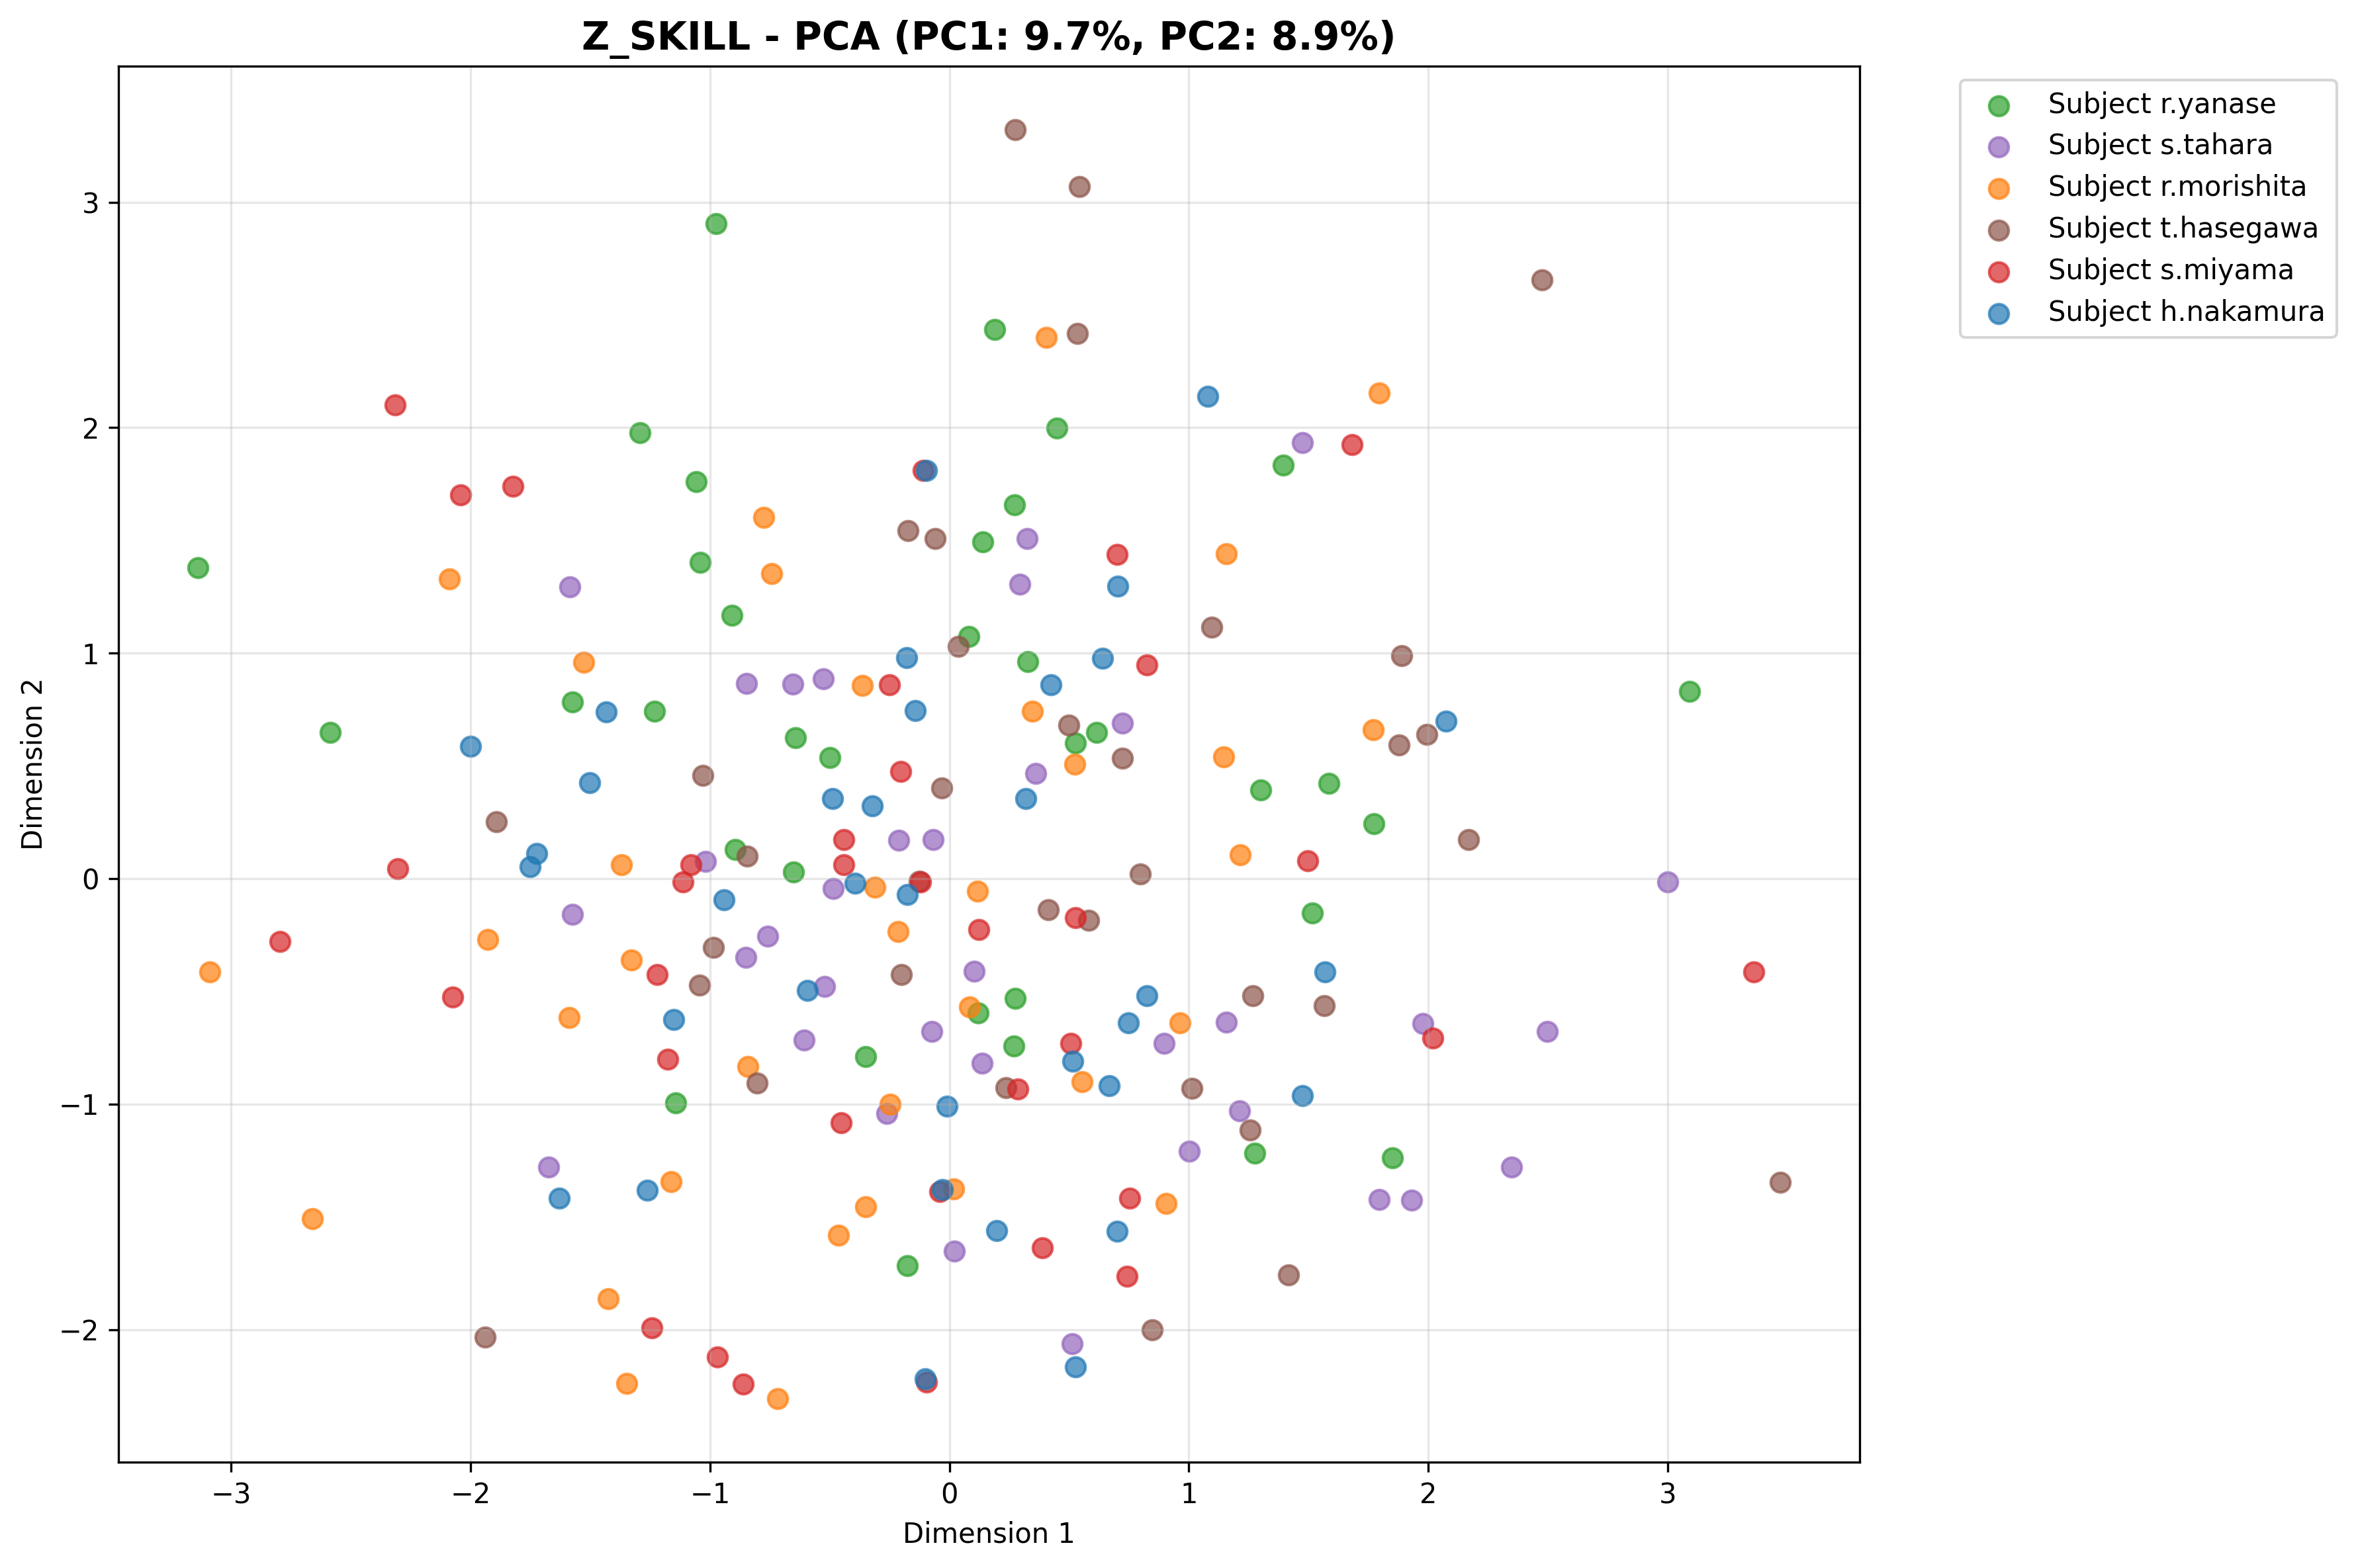 Z_SKILL - PCA (PC1: 9.7%, PC2: 8.9%)
Subject r.yanase
Subject s.tahara
Subject r.morishita
Subject t.hasegawa
Subject s.miyama
Subject h.nakamura
Dimension 2
3
2
1
0
−1
−2
−3
−2
−1
0
1
2
3
Dimension 1